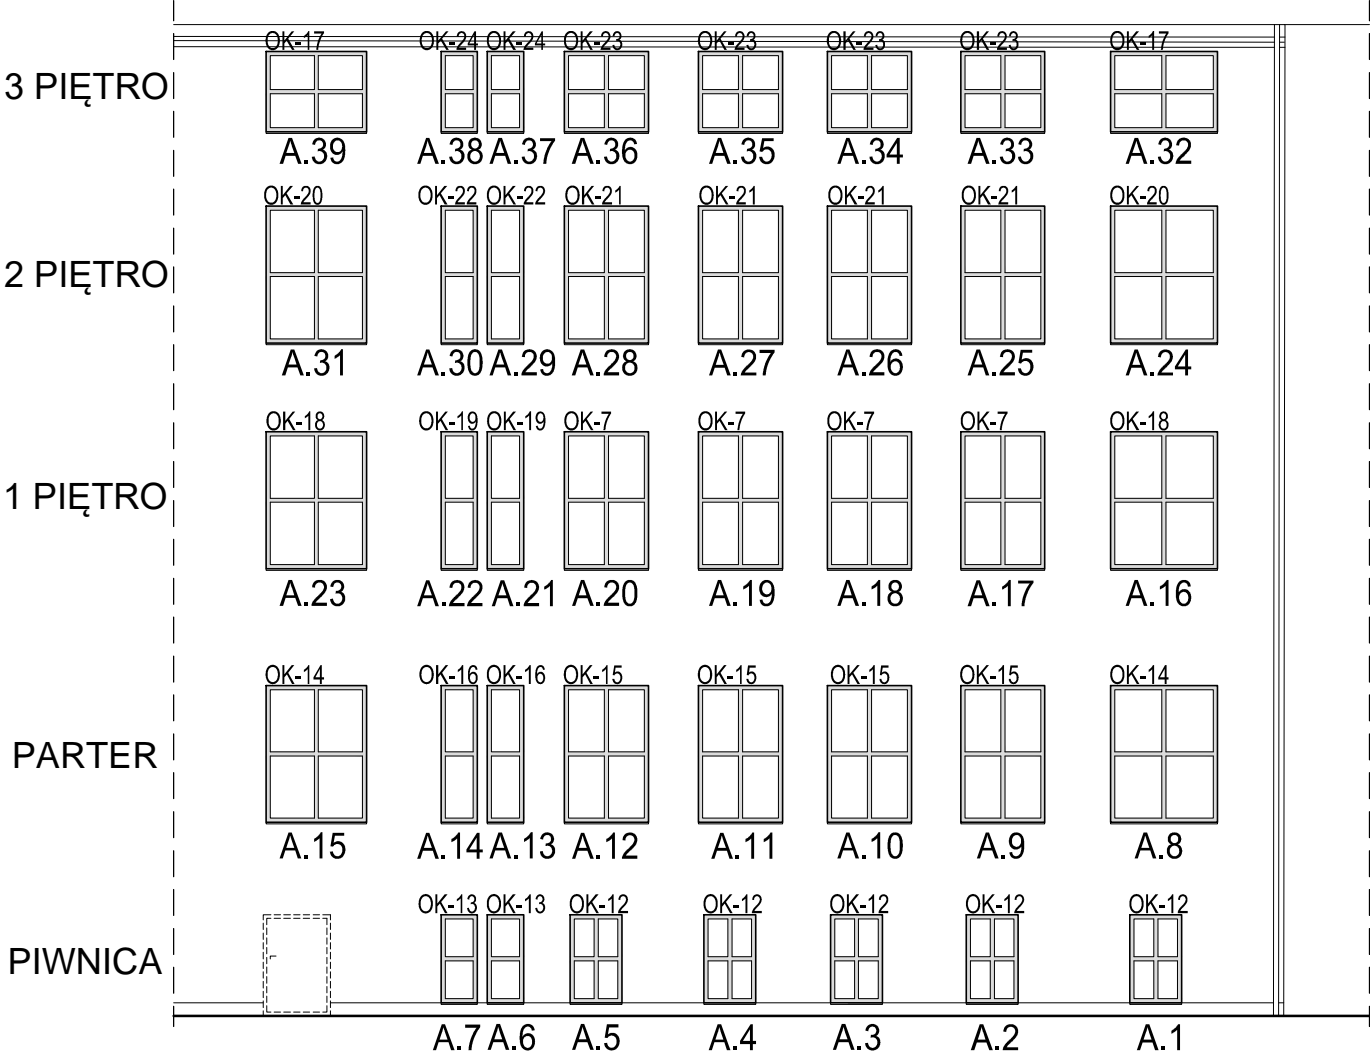 OK-17 OK-24 OK-24 OK-23 OK-23 OK-23 OK-23 OK-17
3 PIĘTRO
A.39 A.38 A.37 A.36 A.35 A.34 A.33 A.32
OK-20 OK-22 OK-22 OK-21 OK-21 OK-21 OK-21 OK-20
2 PIĘTRO
A.31 A.30 A.29 A.28 A.27 A.26 A.25 A.24
OK-18 OK-19 OK-19 OK-7 OK-7 OK-7 OK-7 OK-18
1 PIĘTRO
A.23 A.22 A.21 A.20 A.19 A.18 A.17 A.16
OK-14 OK-16 OK-16 OK-15 OK-15 OK-15 OK-15 OK-14
PARTER
A.15 A.14 A.13 A.12 A.11 A.10 A.9 A.8
OK-13 OK-13 OK-12 OK-12 OK-12 OK-12 OK-12
PIWNICA
A.7 A.6 A.5 A.4 A.3 A.2 A.1